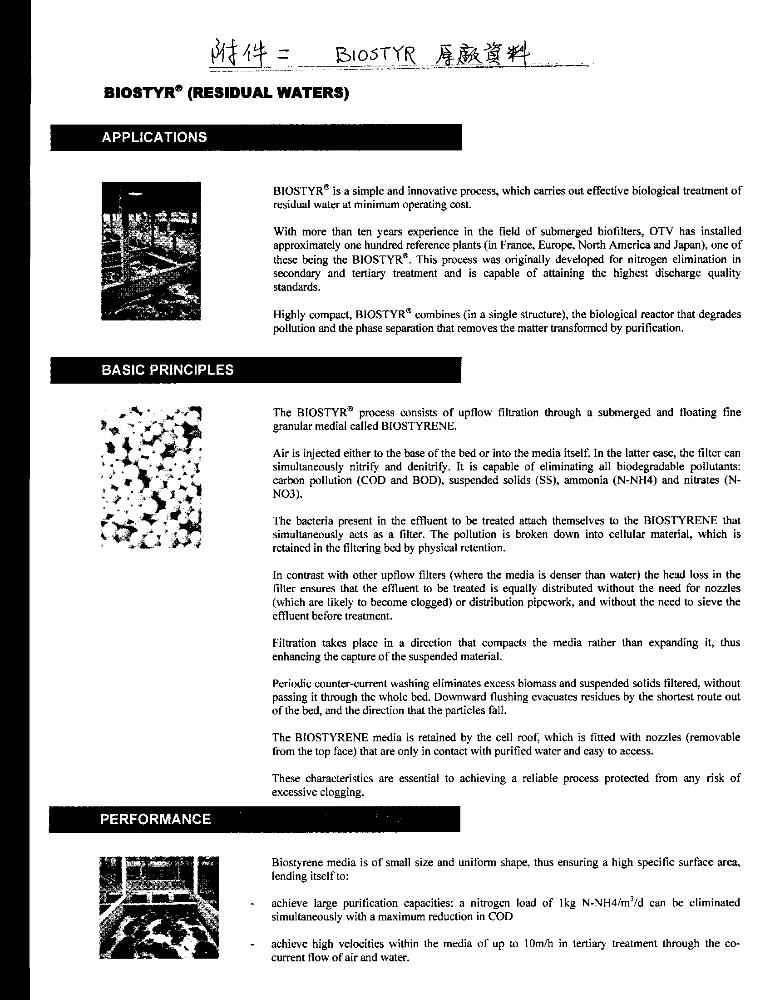 附件二 BIOSTYR 原廠資料
BIOSTYR® (RESIDUAL WATERS)
APPLICATIONS
BIOSTYR® is a simple and innovative process, which carries out effective biological treatment of
residual water at minimum operating cost.
With more than ten years experience in the field of submerged biofilters, OTV has installed
approximately one hundred reference plants (in France, Europe, North America and Japan), one of
these being the BIOSTYR®. This process was originally developed for nitrogen elimination in
secondary and tertiary treatment and is capable of attaining the highest discharge quality
standards.
Highly compact, BIOSTYR® combines (in a single structure), the biological reactor that degrades
pollution and the phase separation that removes the matter transformed by purification.
BASIC PRINCIPLES
The BIOSTYR® process consists of upflow filtration through a submerged and floating fine
granular medial called BIOSTYRENE.
Air is injected either to the base of the bed or into the media itself. In the latter case, the filter can
simultaneously nitrify and denitrify. It is capable of eliminating all biodegradable pollutants:
carbon pollution (COD and BOD), suspended solids (SS), ammonia (N-NH4) and nitrates (N-
NO3).
The bacteria present in the effluent to be treated attach themselves to the BIOSTYRENE that
simultaneously acts as a filter. The pollution is broken down into cellular material, which is
retained in the filtering bed by physical retention.
In contrast with other upflow filters (where the media is denser than water) the head loss in the
filter ensures that the effluent to be treated is equally distributed without the need for nozzles
(which are likely to become clogged) or distribution pipework, and without the need to sieve the
effluent before treatment.
Filtration takes place in a direction that compacts the media rather than expanding it, thus
enhancing the capture of the suspended material.
Periodic counter-current washing eliminates excess biomass and suspended solids filtered, without
passing it through the whole bed. Downward flushing evacuates residues by the shortest route out
of the bed, and the direction that the particles fall.
The BIOSTYRENE media is retained by the cell roof, which is fitted with nozzles (removable
from the top face) that are only in contact with purified water and easy to access.
These characteristics are essential to achieving a reliable process protected from any risk of
excessive clogging.
PERFORMANCE
Biostyrene media is of small size and uniform shape, thus ensuring a high specific surface area,
lending itself to:
- achieve large purification capacities: a nitrogen load of 1kg N-NH4/m³/d can be eliminated
simultaneously with a maximum reduction in COD
- achieve high velocities within the media of up to 10m/h in tertiary treatment through the co-
current flow of air and water.